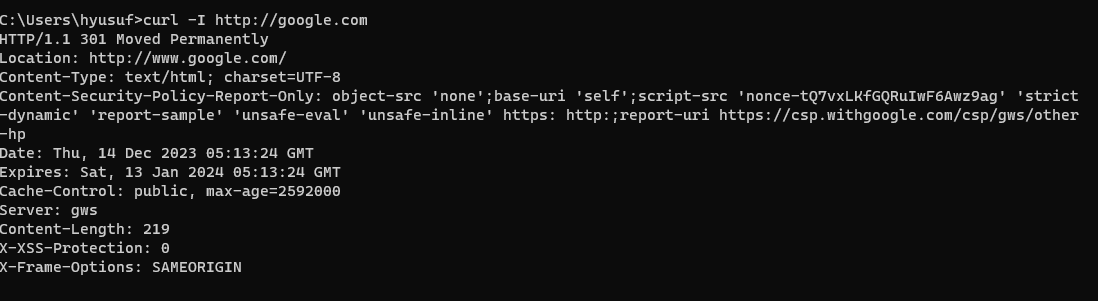 C:\Users\hyusuf>curl -I http://google.com
HTTP/1.1 301 Moved Permanently
Location: http://www.google.com/
Content-Type: text/html; charset=UTF-8
Content-Security-Policy-Report-Only: object-src 'none';base-uri 'self';script-src 'nonce-tQ7vxLKfGQRuIwF6Awz9ag' 'strict
-dynamic' 'report-sample' 'unsafe-eval' 'unsafe-inline' https: http:;report-uri https://csp.withgoogle.com/csp/gws/other
-hp
Date: Thu, 14 Dec 2023 05:13:24 GMT
Expires: Sat, 13 Jan 2024 05:13:24 GMT
Cache-Control: public, max-age=2592000
Server: gws
Content-Length: 219
X-XSS-Protection: 0
X-Frame-Options: SAMEORIGIN